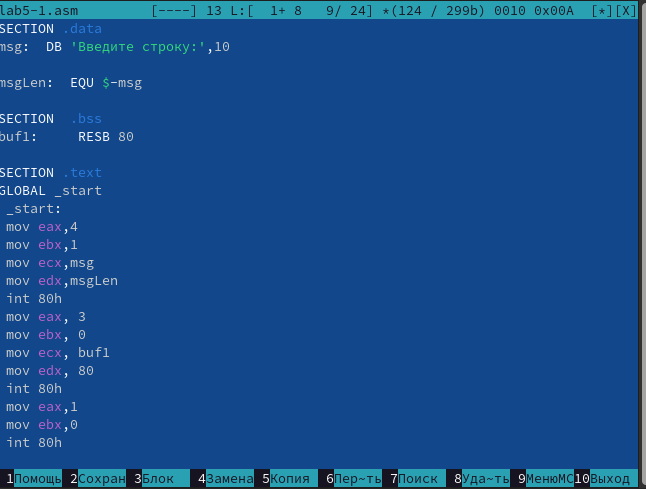 lab5-1.asm [----] 13 L:[ 1+ 8 9/ 24] *(124 / 299b) 0010 0x00A [*][X]
SECTION .data
msg: DB 'Введите строку:',10
msgLen: EQU $-msg
SECTION .bss
buf1: RESB 80
SECTION .text
GLOBAL _start
_start:
mov eax,4
mov ebx,1
mov ecx,msg
mov edx,msgLen
int 80h
mov eax, 3
mov ebx, 0
mov ecx, buf1
mov edx, 80
int 80h
mov eax,1
mov ebx,0
int 80h
1Помощь 2Сохран 3Блок 4Замена 5Копия 6Пер~ть 7Поиск 8Уда~ть 9МенюMC 10Выход